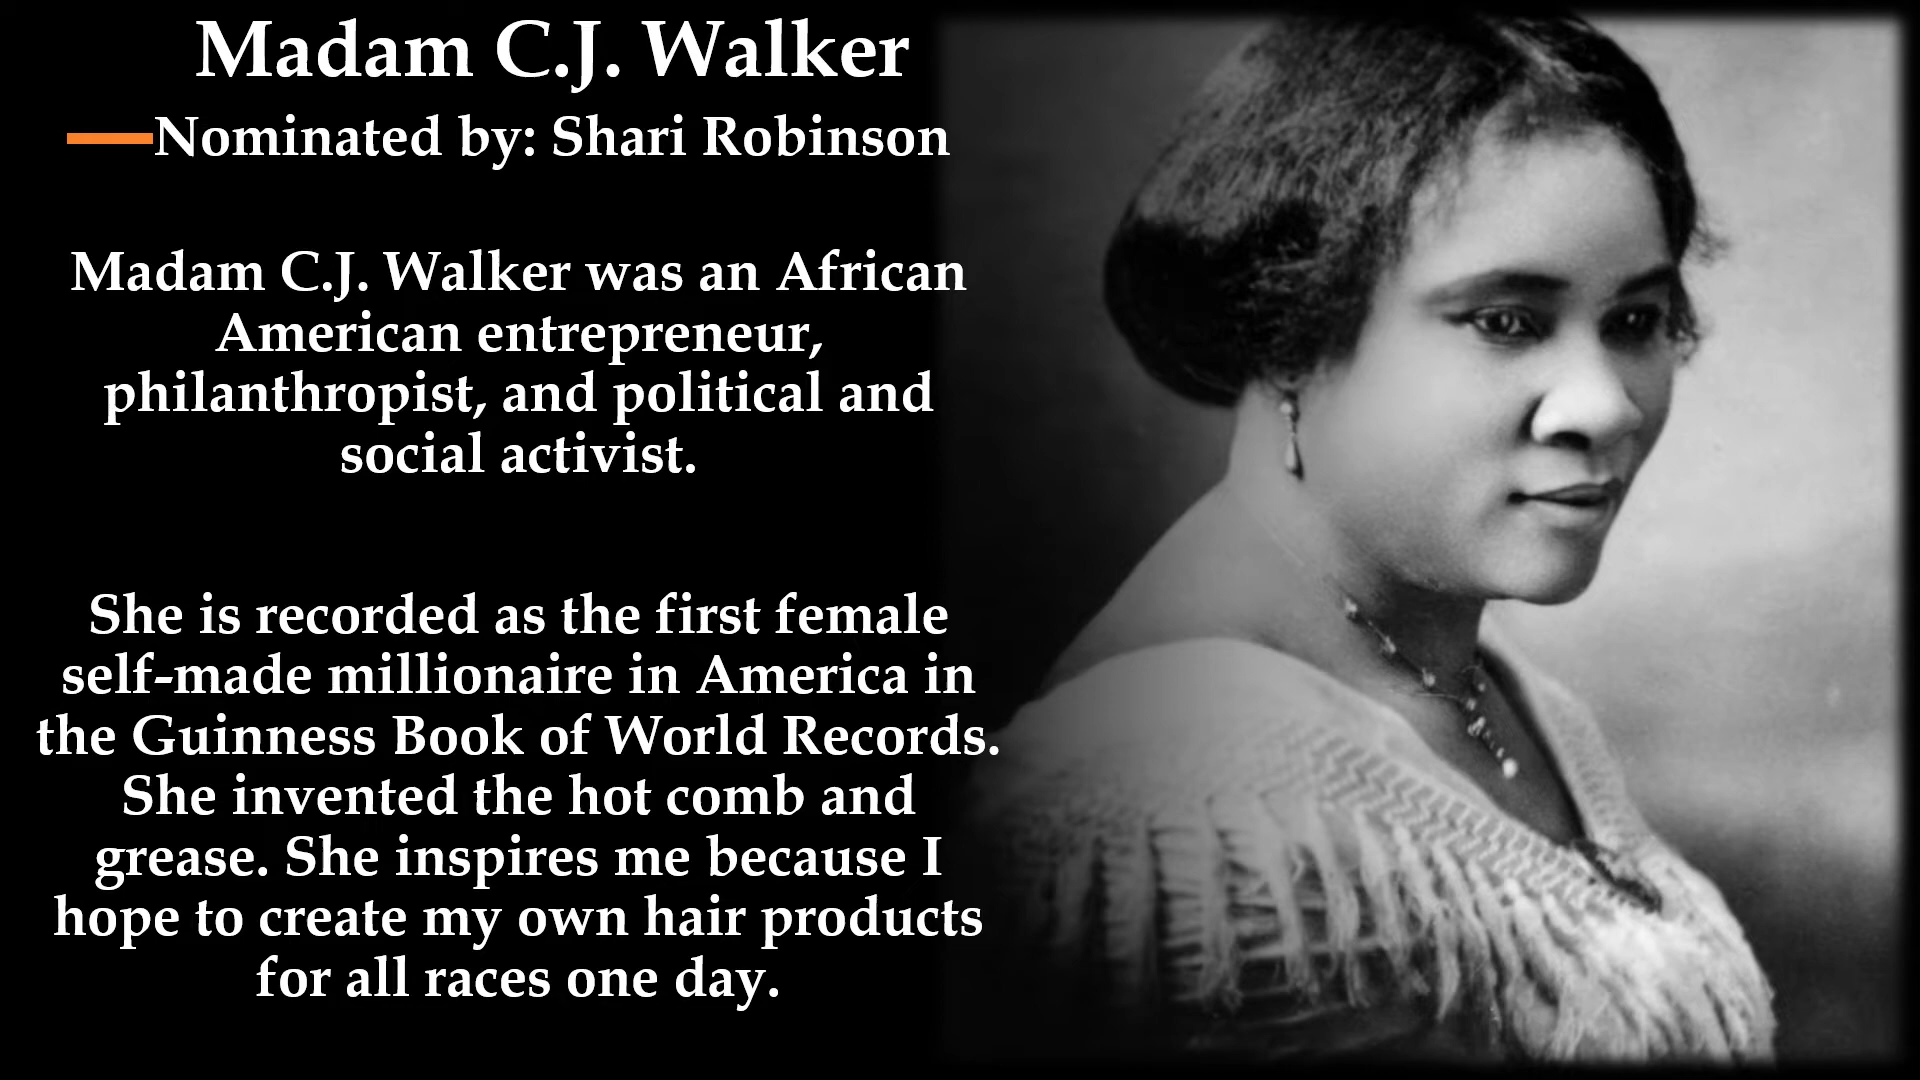 Madam C.J. Walker
Nominated by: Shari Robinson
Madam C.J. Walker was an African
American entrepreneur,
philanthropist, and political and
social activist.
She is recorded as the first female
self-made millionaire in America in
the Guinness Book of World Records.
She invented the hot comb and
grease. She inspires me because I
hope to create my own hair products
for all races one day.